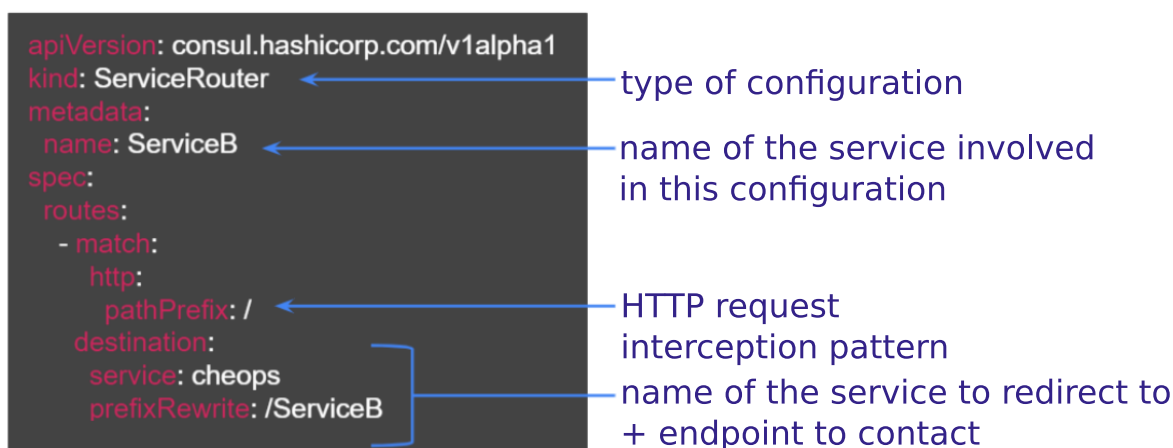 apiVersion: consul.hashicorp.com/v1alpha1
kind: ServiceRouter
type of configuration
metadata:
name: ServiceB
name of the service involved
in this configuration
spec:
routes:
- match:
http:
pathPrefix: /
HTTP request
interception pattern
destination:
service: cheops
prefixRewrite: /ServiceB
name of the service to redirect to
+ endpoint to contact